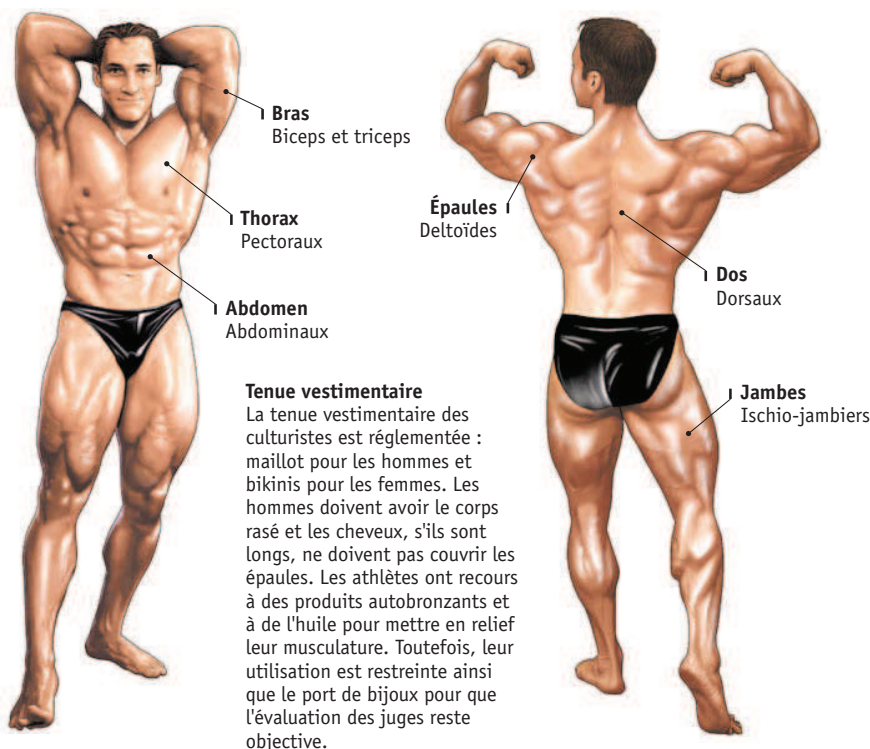 Bras
Biceps et triceps
Thorax
Pectoraux
Abdomen
Abdominaux
Épaules
Deltoïdes
Dos
Dorsaux
Jambes
Ischio-jambiers
Tenue vestimentaire
La tenue vestimentaire des
culturistes est réglementée :
maillot pour les hommes et
bikinis pour les femmes. Les
hommes doivent avoir le corps
rasé et les cheveux, s'ils sont
longs, ne doivent pas couvrir les
épaules. Les athlètes ont recours
à des produits autobronzants et
à de l'huile pour mettre en relief
leur musculature. Toutefois, leur
utilisation est restreinte ainsi
que le port de bijoux pour que
l'évaluation des juges reste
objective.